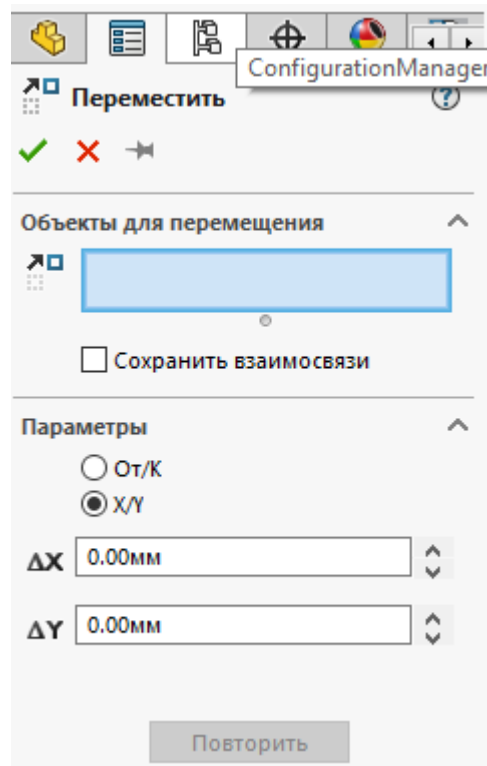 ConfigurationManager
Переместить
?
Объекты для перемещения
Сохранить взаимосвязи
Параметры
От/К
X/Y
ΔX 0.00мм
ΔY 0.00мм
Повторить